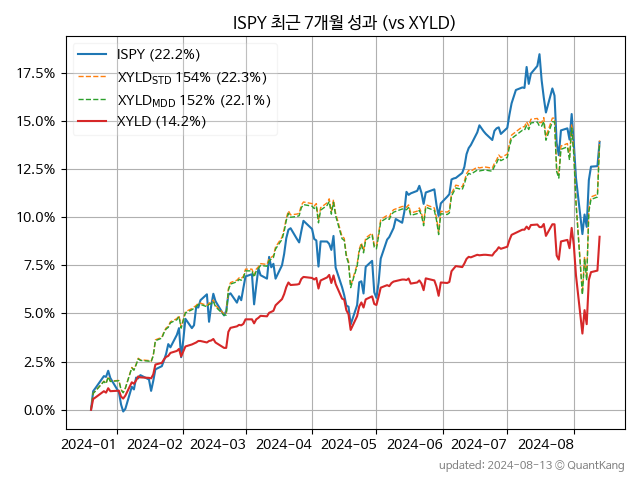 ISPY 최근 7개월 성과 (vs XYLD)
ISPY (22.2%)
XYLD_STD 154% (22.3%)
XYLD_MDD 152% (22.1%)
XYLD (14.2%)
17.5%
15.0%
12.5%
10.0%
7.5%
5.0%
2.5%
0.0%
2024-01 2024-02 2024-03 2024-04 2024-05 2024-06 2024-07 2024-08
updated: 2024-08-13 © QuantKang